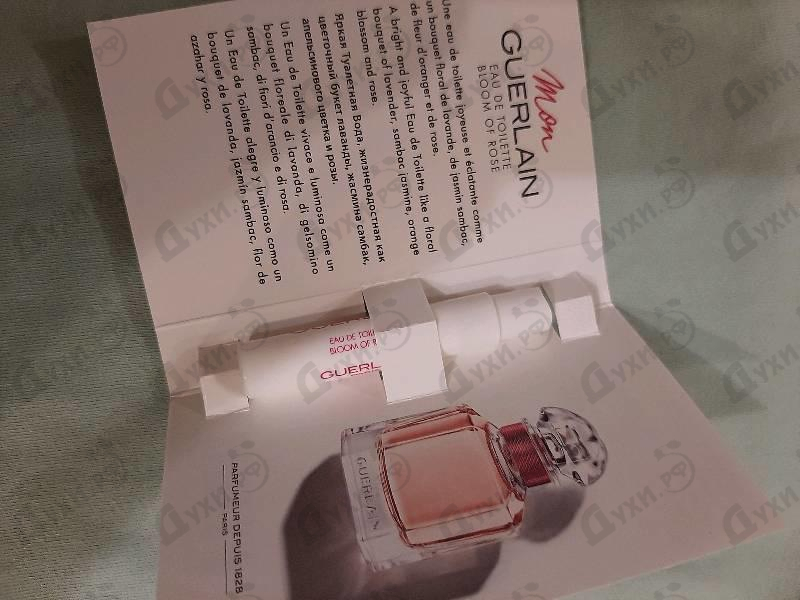 Mon
GUERLAIN
EAU DE TOILETTE
BLOOM OF ROSE
Une eau de toilette joyeuse et éclatante comme
un bouquet floral de lavande, de jasmin sambac,
de fleur d'oranger et de rose.
A bright and joyful Eau de Toilette like a floral
bouquet of lavender, sambac jasmine, orange
blossom and rose.
Яркая Туалетная Вода, жизнерадостная как
цветочный букет лаванды, жасмина самбак,
апельсинового цветка и розы.
Un Eau de Toilette vivace e luminosa come un
bouquet floreale di lavanda, di gelsomino
sambac, di fiori d'arancio e di rosa.
Un Eau de Toilette alegre y luminoso como un
bouquet de lavanda, jazmín sambac, flor de
azahar y rosa.
EAU DE TOIL
BLOOM OF R
GUERL
GUERLAIN
PARFUMEUR DEPUIS 1828
PARIS
Духи.рф